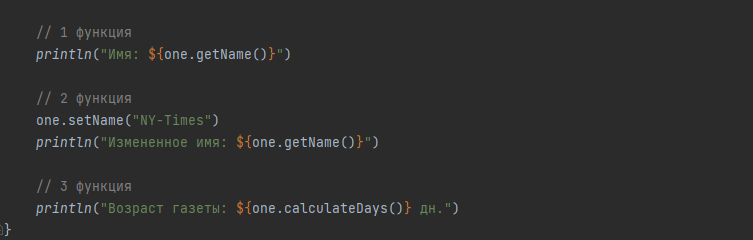 // 1 функция
println("Имя: ${one.getName()}")
// 2 функция
one.setName("NY-Times")
println("Измененное имя: ${one.getName()}")
// 3 функция
println("Возраст газеты: ${one.calculateDays()} дн.")
}